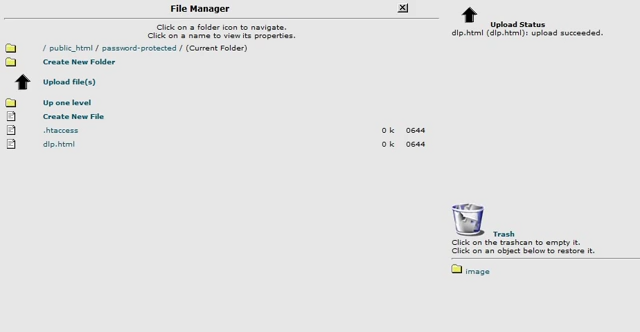 File Manager
Click on a folder icon to navigate.
Click on a name to view its properties.
/ public_html / password-protected / (Current Folder)
Create New Folder
Upload file(s)
Up one level
Create New File
.htaccess 0 k 0644
dlp.html 0 k 0644
Upload Status
dlp.html (dlp.html): upload succeeded.
Trash
Click on the trashcan to empty it.
Click on an object below to restore it.
image